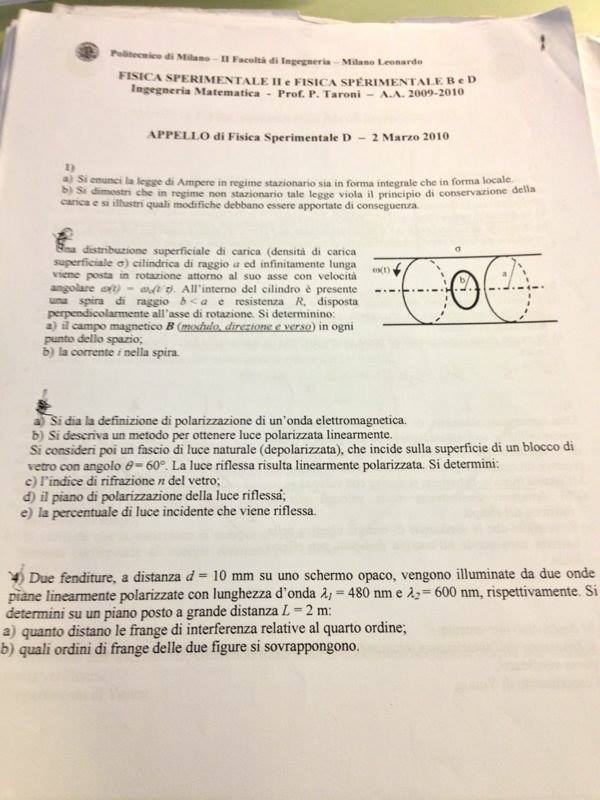 Politecnico di Milano – II Facoltà di Ingegneria – Milano Leonardo
FISICA SPERIMENTALE II e FISICA SPERIMENTALE B e D
Ingegneria Matematica - Prof. P. Taroni – A.A. 2009-2010
APPELLO di Fisica Sperimentale D – 2 Marzo 2010
1)
a) Si enunci la legge di Ampere in regime stazionario sia in forma integrale che in forma locale.
b) Si dimostri che in regime non stazionario tale legge viola il principio di conservazione della
carica e si illustri quali modifiche debbano essere apportate di conseguenza.
Una distribuzione superficiale di carica (densità di carica
superficiale σ) cilindrica di raggio a ed infinitamente lunga
viene posta in rotazione attorno al suo asse con velocità
angolare ω(t) = ω₀(t/τ). All'interno del cilindro è presente
una spira di raggio b < a e resistenza R, disposta
perpendicolarmente all'asse di rotazione. Si determinino:
a) il campo magnetico B (modulo, direzione e verso) in ogni
punto dello spazio;
b) la corrente i nella spira.
σ
ω(t)
b
a
a) Si dia la definizione di polarizzazione di un'onda elettromagnetica.
b) Si descriva un metodo per ottenere luce polarizzata linearmente.
Si consideri poi un fascio di luce naturale (depolarizzata), che incide sulla superficie di un blocco di
vetro con angolo θ = 60°. La luce riflessa risulta linearmente polarizzata. Si determini:
c) l'indice di rifrazione n del vetro;
d) il piano di polarizzazione della luce riflessa;
e) la percentuale di luce incidente che viene riflessa.
4) Due fenditure, a distanza d = 10 mm su uno schermo opaco, vengono illuminate da due onde
piane linearmente polarizzate con lunghezza d'onda λ₁ = 480 nm e λ₂ = 600 nm, rispettivamente. Si
determini su un piano posto a grande distanza L = 2 m:
a) quanto distano le frange di interferenza relative al quarto ordine;
b) quali ordini di frange delle due figure si sovrappongono.